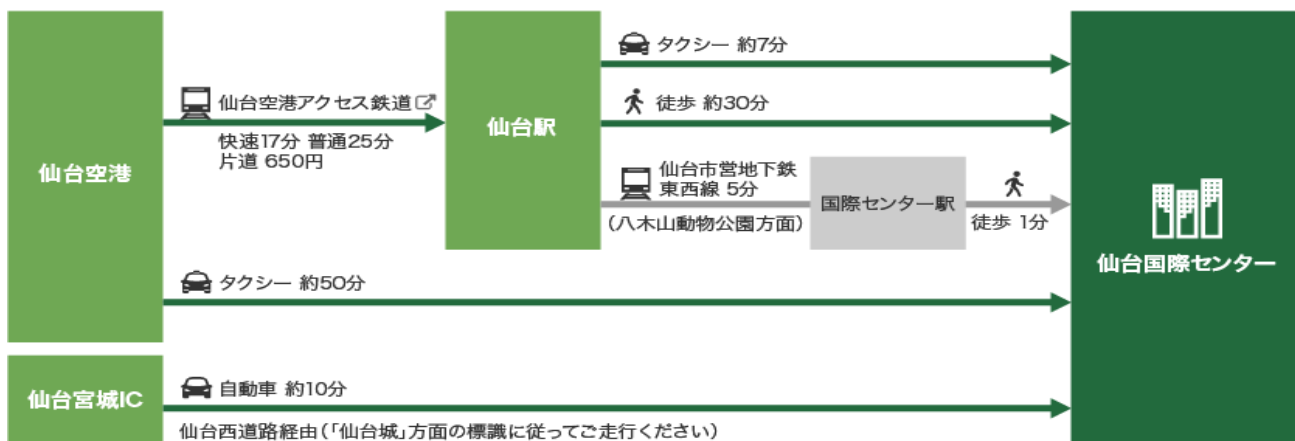 仙台空港
仙台空港アクセス鉄道
快速17分 普通25分
片道 650円
仙台駅
タクシー 約7分
徒歩 約30分
仙台市営地下鉄
東西線 5分
(八木山動物公園方面)
国際センター駅
徒歩 1分
タクシー 約50分
仙台宮城IC
自動車 約10分
仙台西道路経由(「仙台城」方面の標識に従ってご走行ください)
仙台国際センター